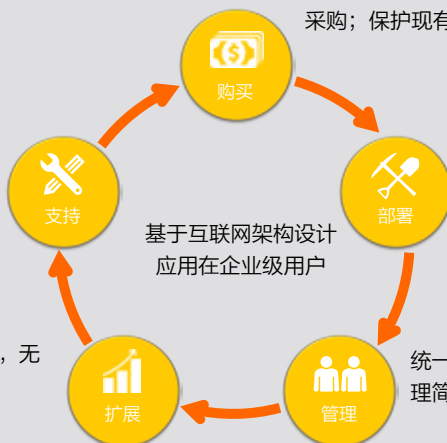 采购；保护现有
购买
支持
部署
基于互联网架构设计
应用在企业级用户
，无
统一
理简
扩展
管理